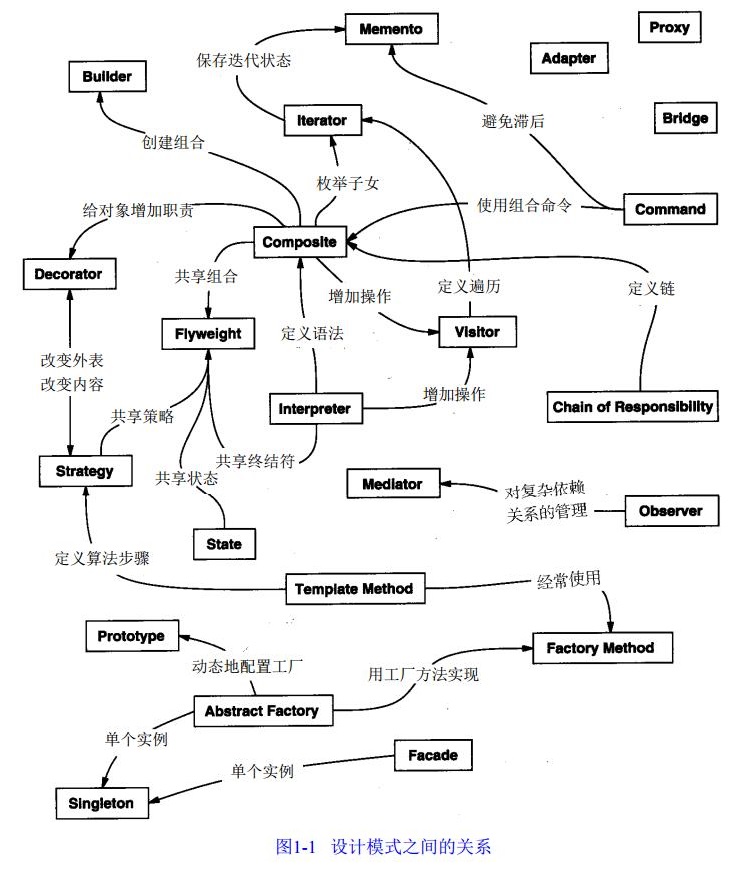 Memento
Proxy
Adapter
保存迭代状态
Builder
Iterator
Bridge
避免滞后
创建组合
枚举子女
给对象增加职责
使用组合命令
Command
Composite
Decorator
共享组合
增加操作
定义遍历
定义链
Flyweight
定义语法
Visitor
改变外表
改变内容
增加操作
共享策略
Interpreter
Chain of Responsibility
Strategy
共享状态
共享终结符
Mediator
对复杂依赖
关系的管理
Observer
State
定义算法步骤
Template Method
经常使用
Prototype
Factory Method
动态地配置工厂
用工厂方法实现
Abstract Factory
单个实例
Facade
单个实例
Singleton
图1-1 设计模式之间的关系